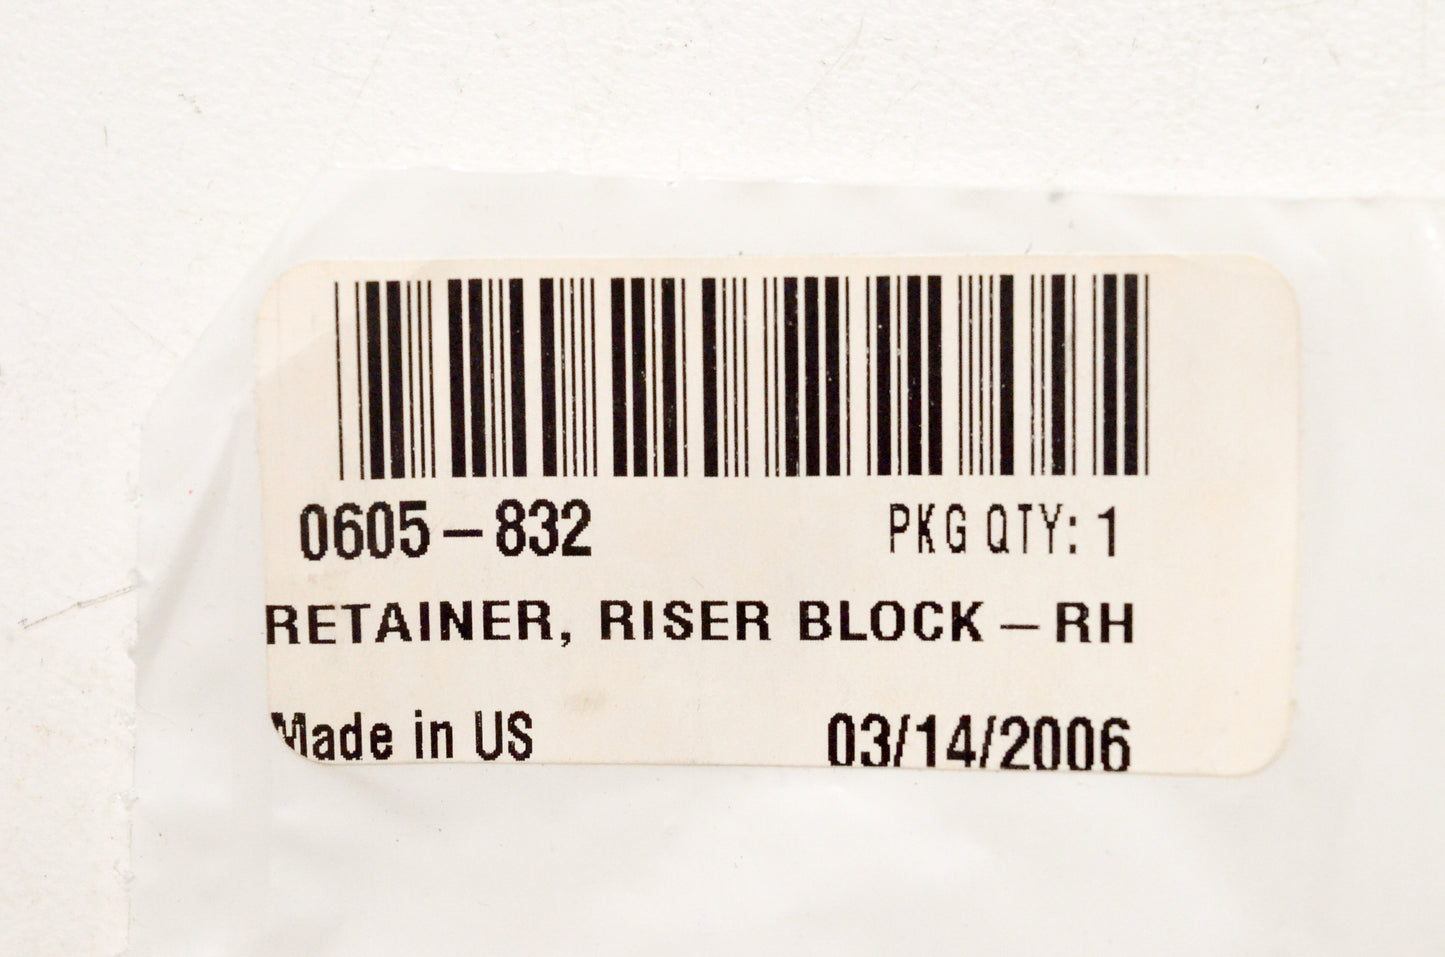 0605-832 PKG QTY: 1
RETAINER, RISER BLOCK - RH
Made in US 03/14/2006